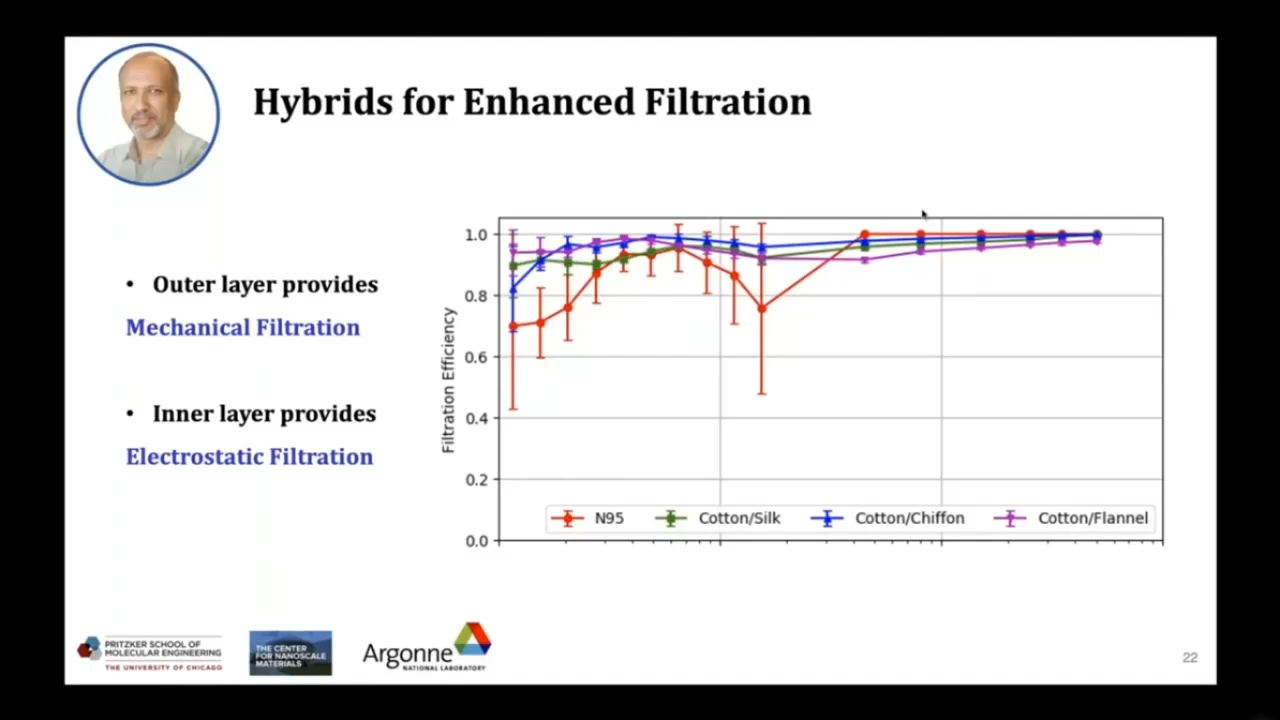 Hybrids for Enhanced Filtration
• Outer layer provides
Mechanical Filtration
• Inner layer provides
Electrostatic Filtration
Filtration Efficiency
1.0
0.8
0.6
0.4
0.2
0.0
N95
Cotton/Silk
Cotton/Chiffon
Cotton/Flannel
PRITZKER SCHOOL OF
MOLECULAR ENGINEERING
THE UNIVERSITY OF CHICAGO
THE CENTER
FOR NANOSCALE
MATERIALS
Argonne
NATIONAL LABORATORY
22